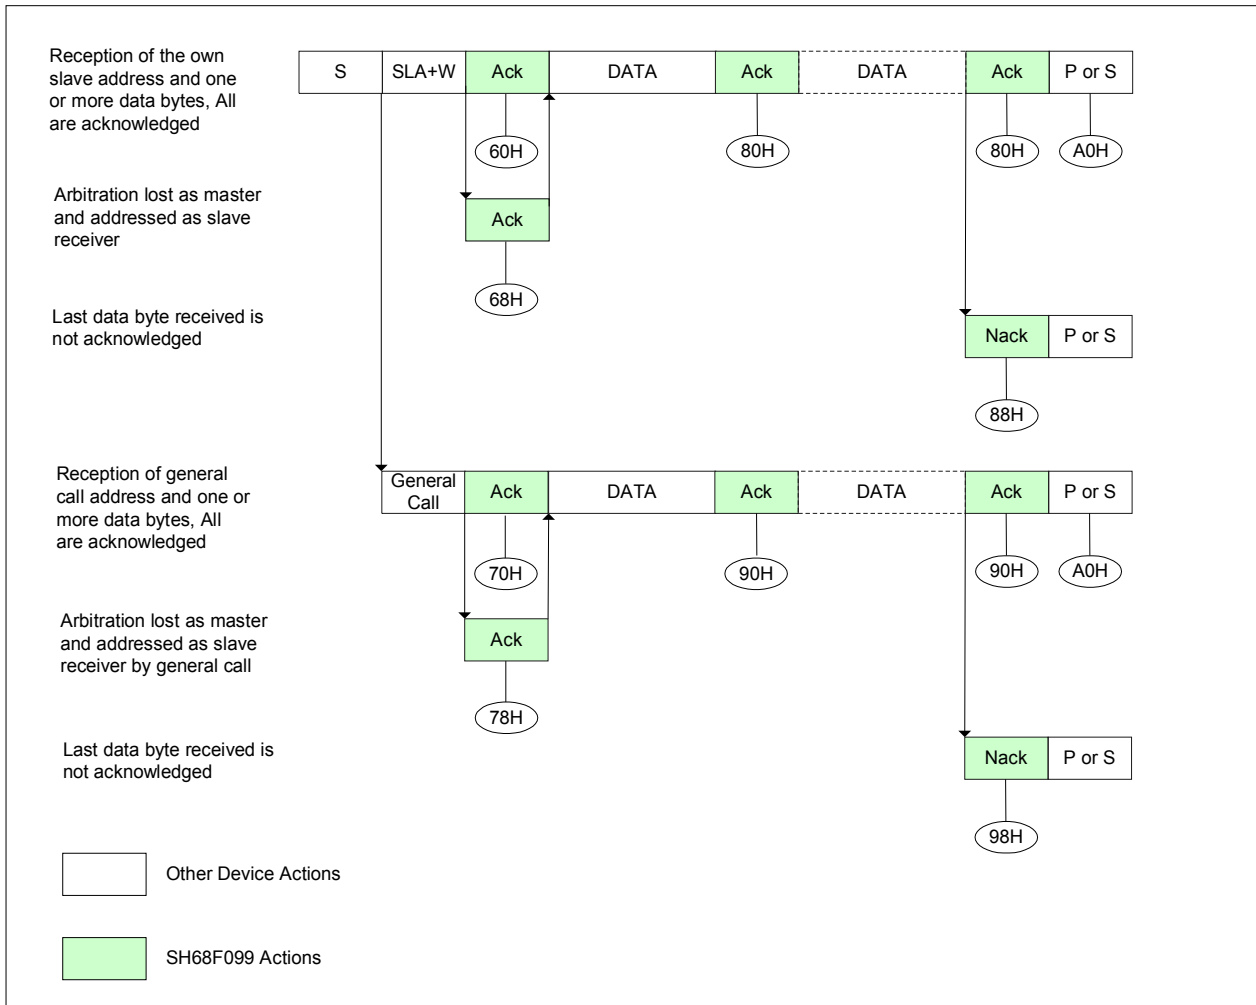 Reception of the own
slave address and one
or more data bytes, All
are acknowledged
S SLA+W Ack DATA Ack DATA Ack P or S
60H 80H 80H A0H
Arbitration lost as master
and addressed as slave
receiver
Ack
68H
Last data byte received is
not acknowledged
Nack P or S
88H
Reception of general
call address and one or
more data bytes, All
are acknowledged
General
Call
Ack DATA Ack DATA Ack P or S
70H 90H 90H A0H
Arbitration lost as master
and addressed as slave
receiver by general call
Ack
78H
Last data byte received is
not acknowledged
Nack P or S
98H
Other Device Actions
SH68F099 Actions